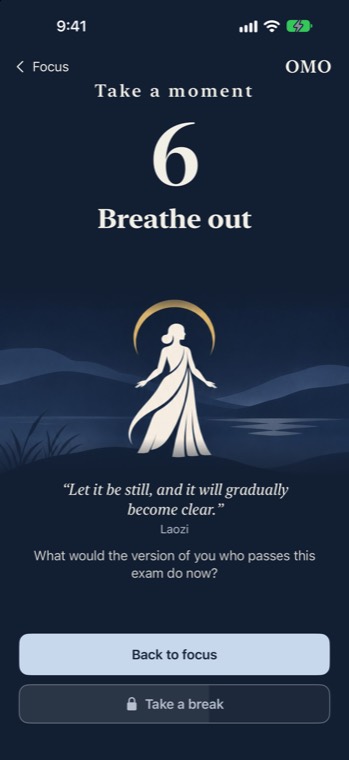 9:41
Focus
OMO
Take a moment
6
Breathe out
“Let it be still, and it will gradually
become clear.”
Laozi
What would the version of you who passes this
exam do now?
Back to focus
Take a break